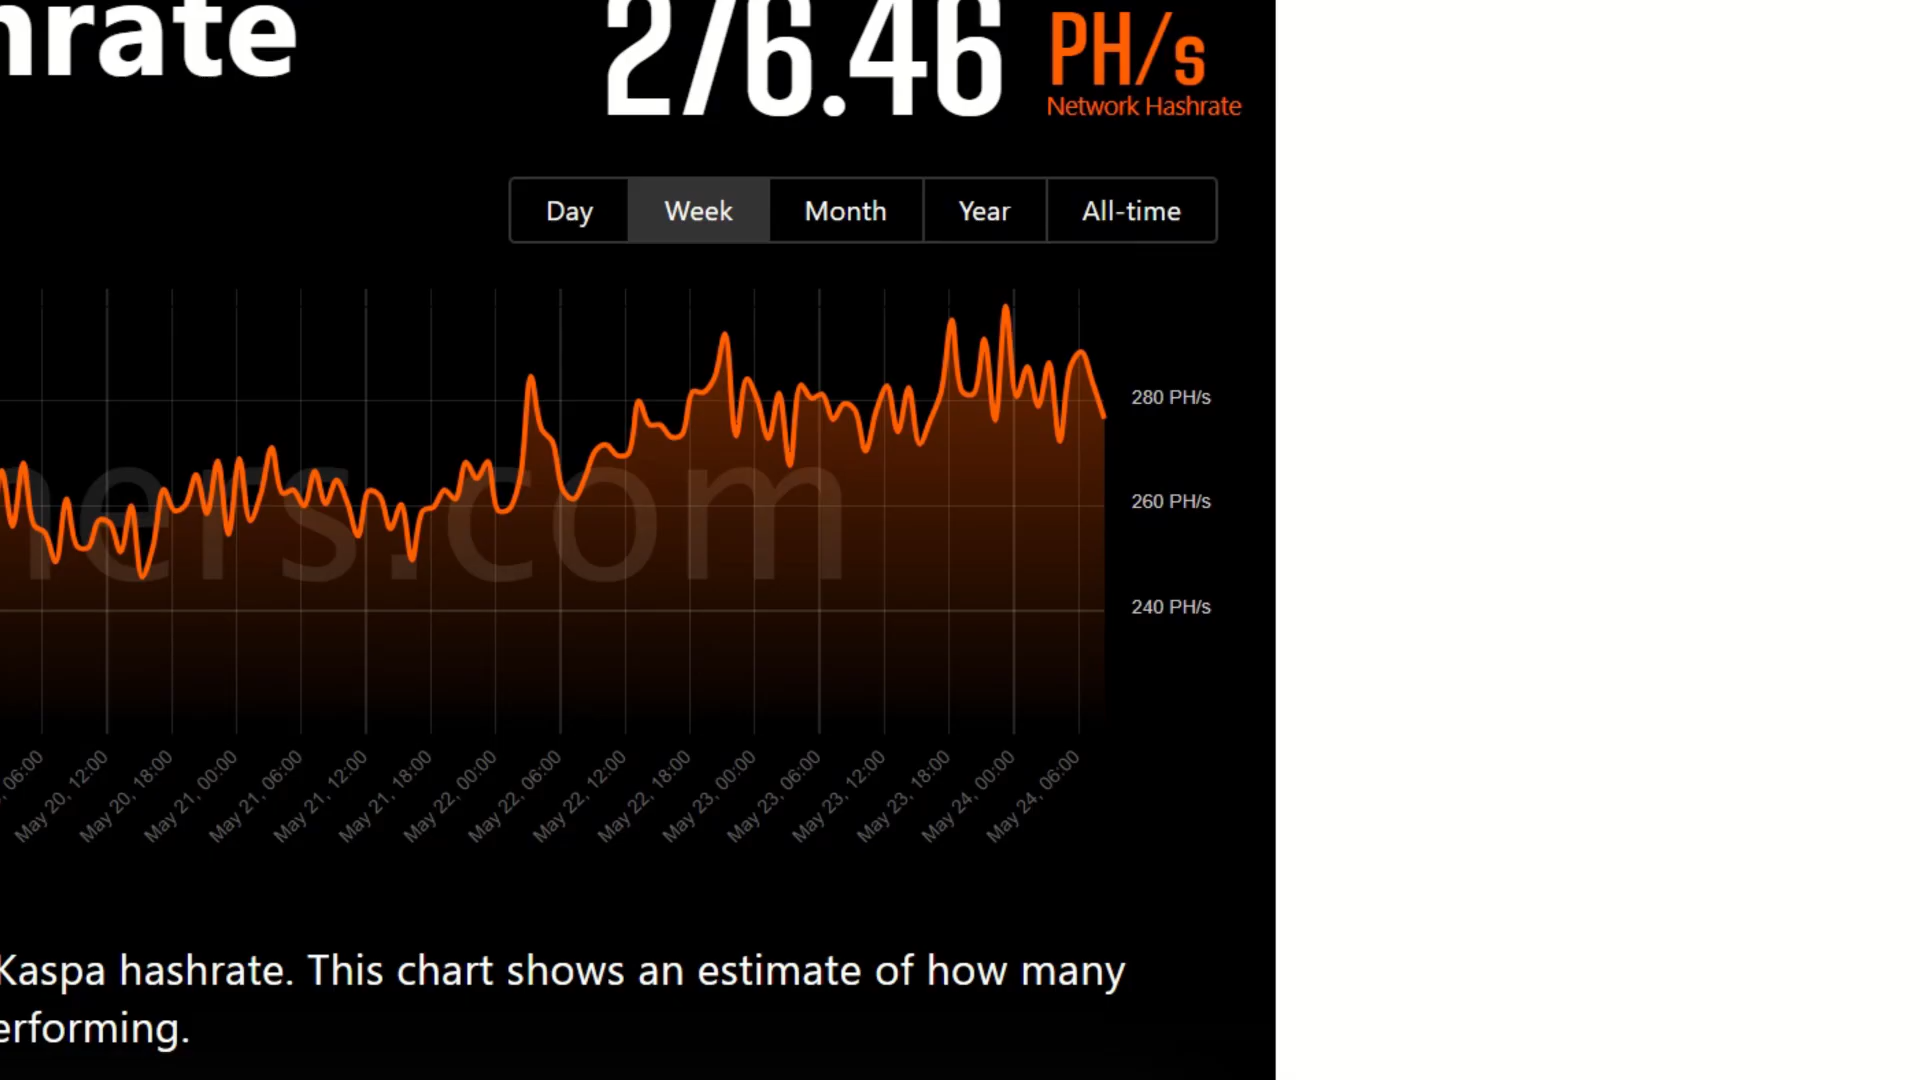 hrate
276.46 PH/s
Network Hashrate
Day Week Month Year All-time
ners.com
280 PH/s
260 PH/s
240 PH/s
06:00
May 20, 12:00
May 20, 18:00
May 21, 00:00
May 21, 06:00
May 21, 12:00
May 21, 18:00
May 22, 00:00
May 22, 06:00
May 22, 12:00
May 22, 18:00
May 23, 00:00
May 23, 06:00
May 23, 12:00
May 23, 18:00
May 24, 00:00
May 24, 06:00
Kaspa hashrate. This chart shows an estimate of how many
erforming.